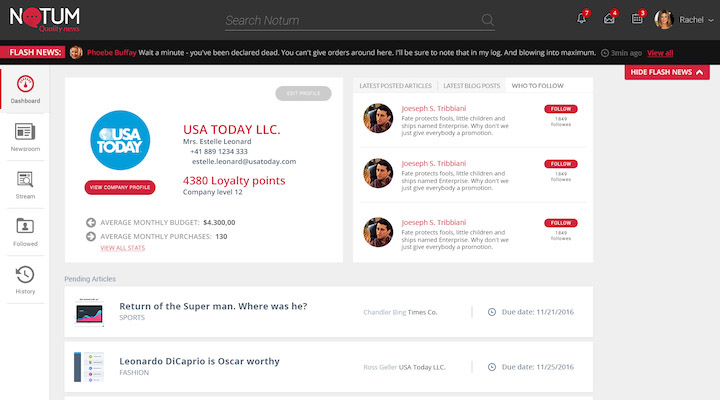 NOTUM
Quality news
Search Notum
7
4
3
Rachel
FLASH NEWS:
Phoebe Buffay Wait a minute - you've been declared dead. You can't give orders around here. I'll be sure to note that in my log. And blowing into maximum. 3min ago View all
HIDE FLASH NEWS
Dashboard
Newsroom
Stream
Followed
History
EDIT PROFILE
USA
TODAY
VIEW COMPANY PROFILE
USA TODAY LLC.
Mrs. Estelle Leonard
+41 889 1234 333
estelle.leonard@usatoday.com
4380 Loyalty points
Company level 12
AVERAGE MONTHLY BUDGET: $4.300,00
AVERAGE MONTHLY PURCHASES: 130
VIEW ALL STATS
LATEST POSTED ARTICLES
LATEST BLOG POSTS
WHO TO FOLLOW
Joeseph S. Tribbiani
Fate protects fools, little children and
ships named Enterprise. Why don't we
just give everybody a promotion.
FOLLOW
1849
followes
Joeseph S. Tribbiani
Fate protects fools, little children and
ships named Enterprise. Why don't we
just give everybody a promotion.
FOLLOW
1849
followes
Joeseph S. Tribbiani
Fate protects fools, little children and
ships named Enterprise. Why don't we
just give everybody a promotion.
FOLLOW
1849
followes
Pending Articles
Return of the Super man. Where was he?
SPORTS
Chandler Bing Times Co.
Due date: 11/21/2016
Leonardo DiCaprio is Oscar worthy
FASHION
Ross Geller USA Today LLC.
Due date: 11/25/2016